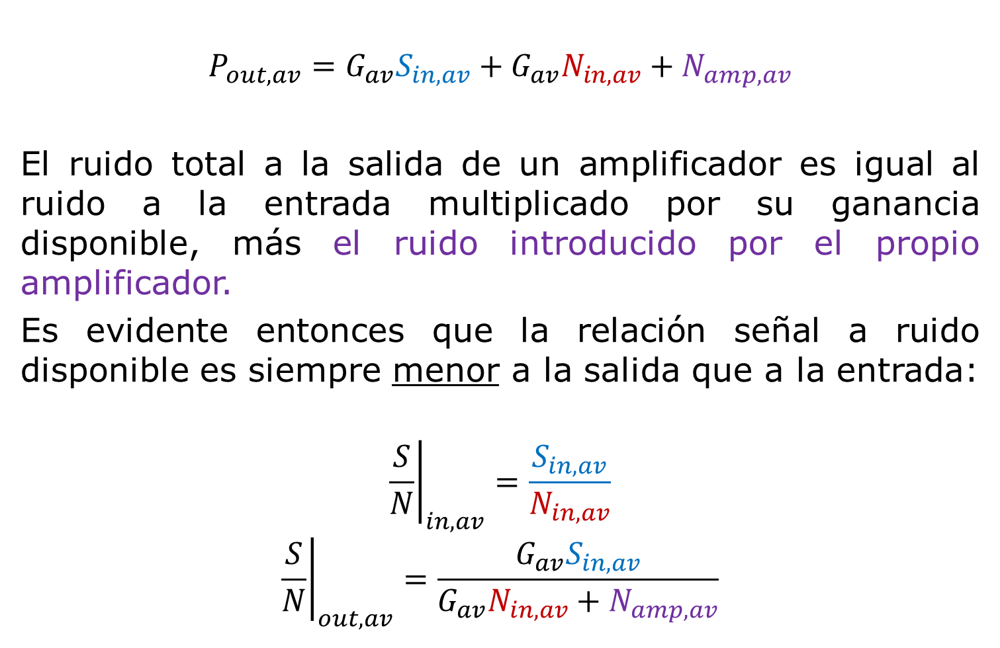 P_{out,av} = G_{av}S_{in,av} + G_{av}N_{in,av} + N_{amp,av}
El ruido total a la salida de un amplificador es igual al
ruido a la entrada multiplicado por su ganancia
disponible, más el ruido introducido por el propio
amplificador.
Es evidente entonces que la relación señal a ruido
disponible es siempre menor a la salida que a la entrada:
\frac{S}{N}|_{in,av} = \frac{S_{in,av}}{N_{in,av}}
\frac{S}{N}|_{out,av} = \frac{G_{av}S_{in,av}}{G_{av}N_{in,av} + N_{amp,av}}